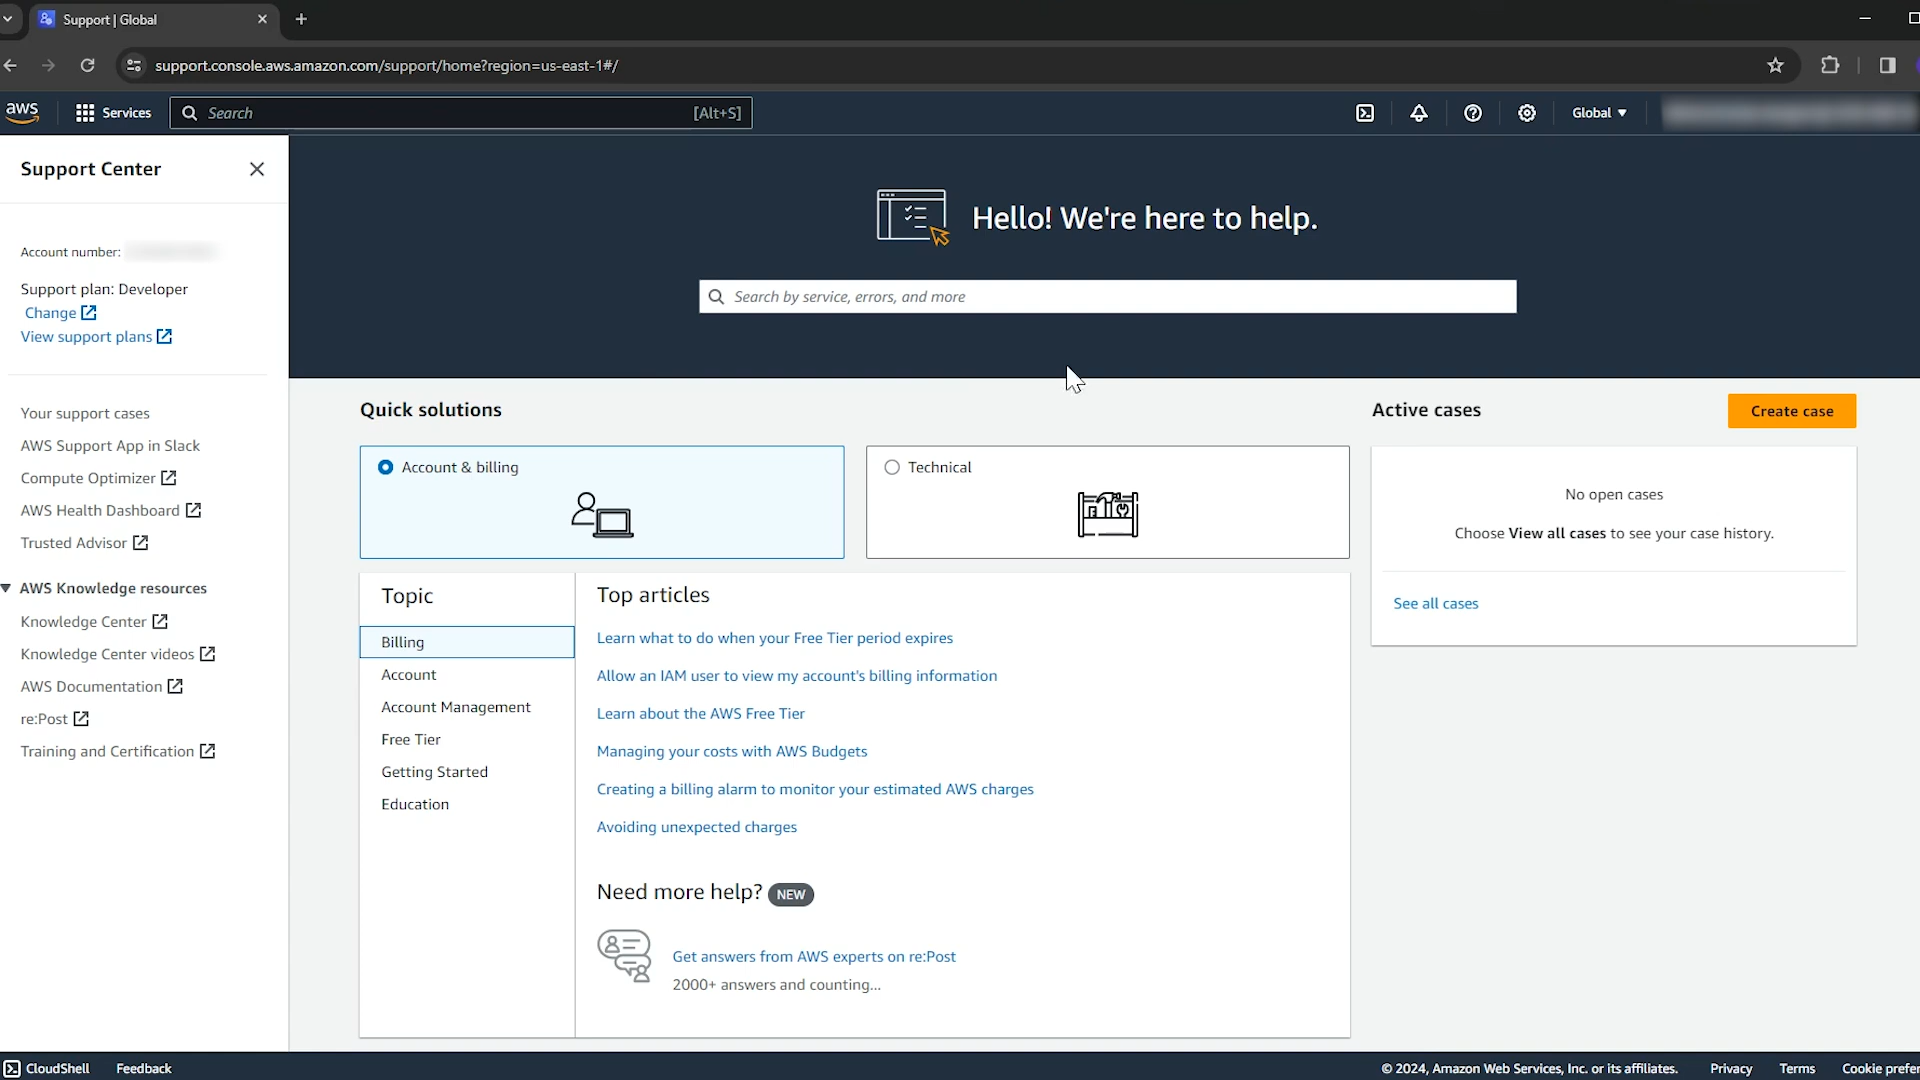 Support | Global
support.console.aws.amazon.com/support/home?region=us-east-1#/
aws
Services
Search
[Alt+S]
Global
Support Center
Account number:
Support plan: Developer
Change
View support plans
Your support cases
AWS Support App in Slack
Compute Optimizer
AWS Health Dashboard
Trusted Advisor
AWS Knowledge resources
Knowledge Center
Knowledge Center videos
AWS Documentation
re:Post
Training and Certification
Hello! We're here to help.
Search by service, errors, and more
Quick solutions
Account & billing
Technical
Topic
Billing
Account
Account Management
Free Tier
Getting Started
Education
Top articles
Learn what to do when your Free Tier period expires
Allow an IAM user to view my account's billing information
Learn about the AWS Free Tier
Managing your costs with AWS Budgets
Creating a billing alarm to monitor your estimated AWS charges
Avoiding unexpected charges
Need more help? NEW
Get answers from AWS experts on re:Post
2000+ answers and counting...
Active cases
Create case
No open cases
Choose View all cases to see your case history.
See all cases
CloudShell
Feedback
© 2024, Amazon Web Services, Inc. or its affiliates.
Privacy
Terms
Cookie prefer